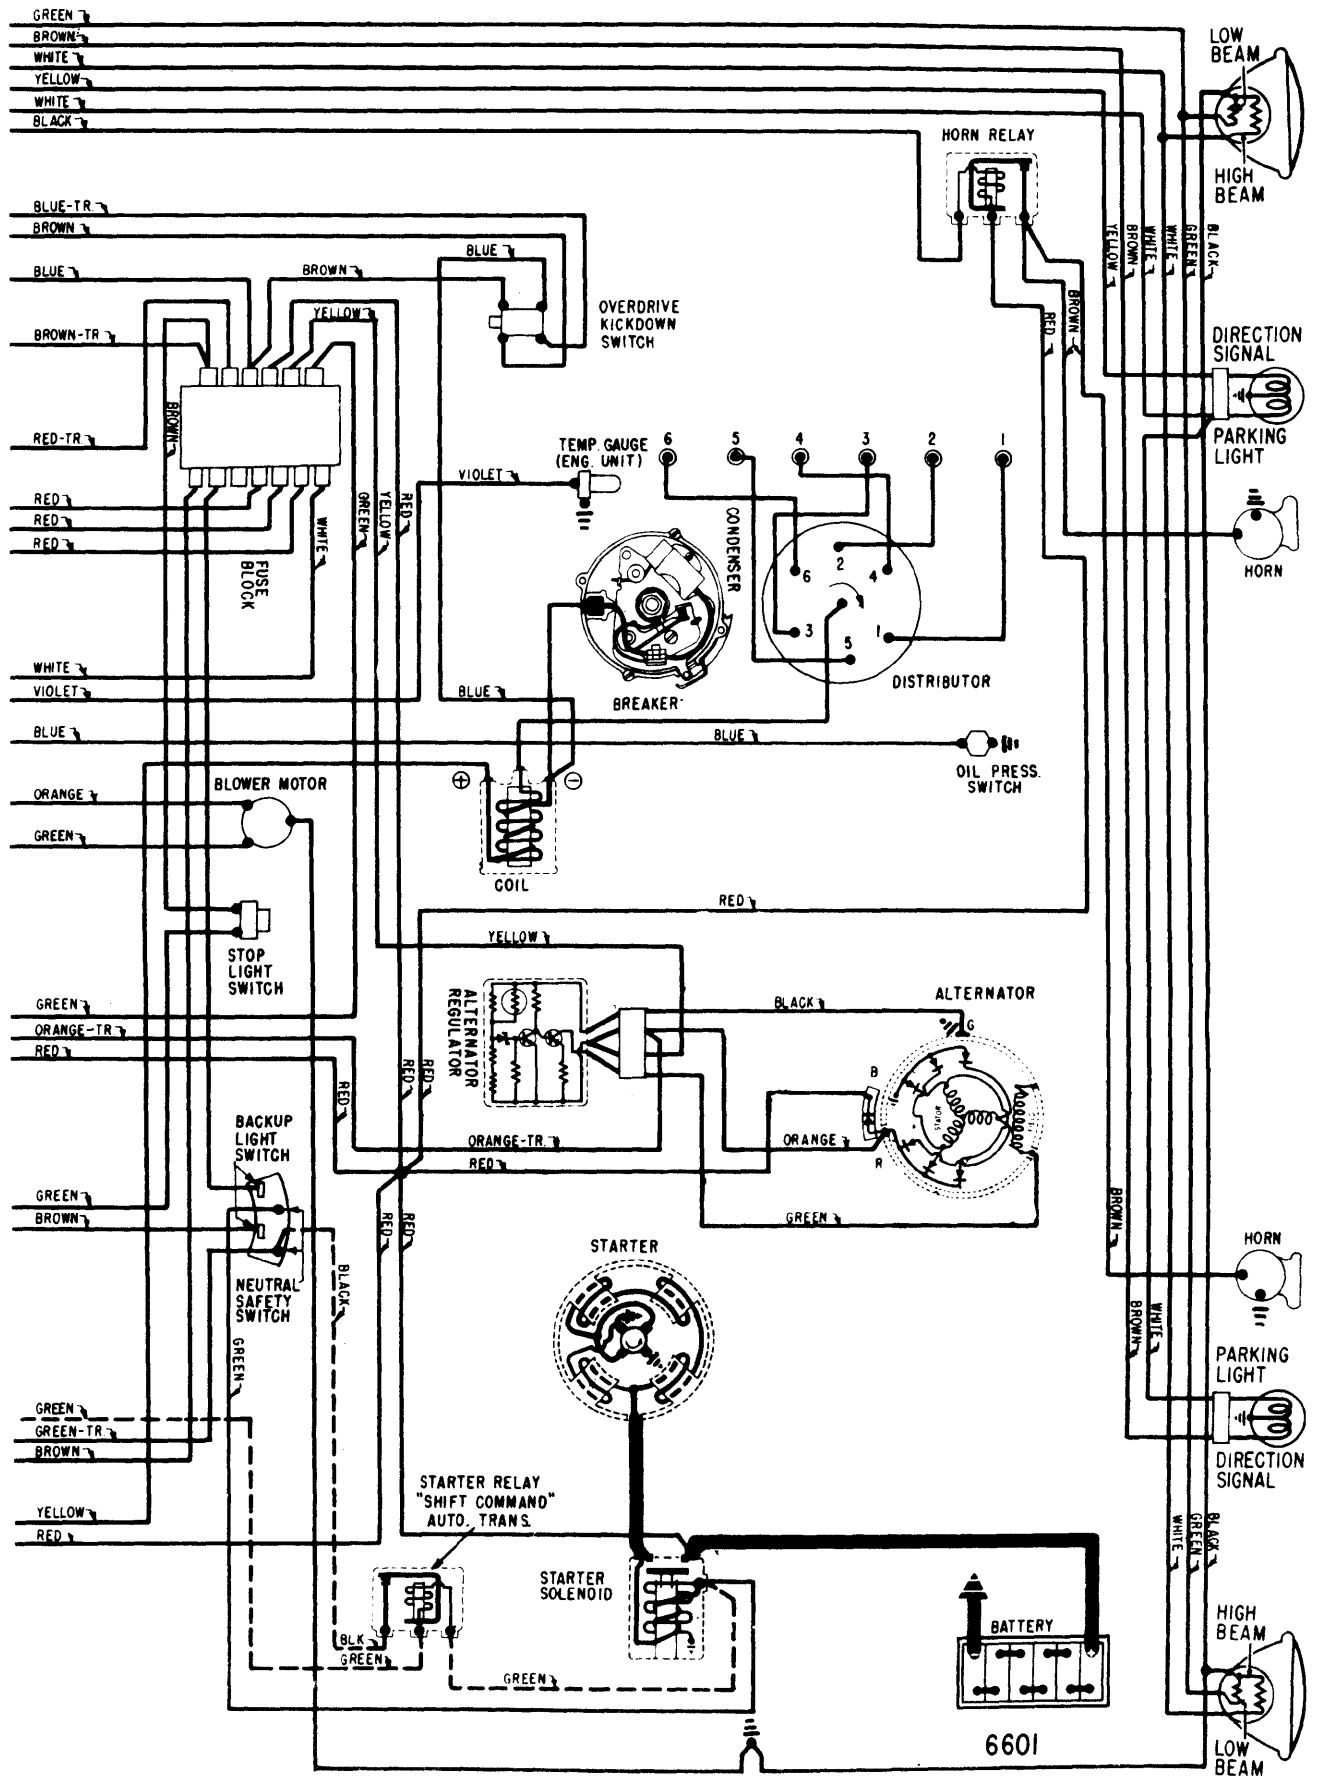 GREEN
BROWN
WHITE
YELLOW
WHITE
BLACK
LOW
BEAM
HORN RELAY
HIGH
BEAM
BLUE-TR.
BROWN
BLUE
BLUE
BROWN
YELLOW
BROWN
WHITE
WHITE
GREEN
BLACK
OVERDRIVE
KICKDOWN
SWITCH
YELLOW
BROWN-TR
RED
BROWN
DIRECTION
SIGNAL
BROWN
RED-TR
TEMP. GAUGE
(ENG. UNIT)
VIOLET
6
5
4
3
2
1
PARKING
LIGHT
RED
RED
RED
WHITE
GREEN
YELLOW
RED
FUSE
BLOCK
CONDENSER
2
6
4
3
1
5
HORN
WHITE
VIOLET
BLUE
BREAKER
DISTRIBUTOR
BLUE
BLUE
OIL PRESS.
SWITCH
BLOWER MOTOR
+
−
ORANGE
GREEN
COIL
RED
STOP
LIGHT
SWITCH
YELLOW
ALTERNATOR
REGULATOR
BLACK
ALTERNATOR
G
GREEN
ORANGE-TR
RED
RED
RED
RED
B
STATOR
BACKUP
LIGHT
SWITCH
ORANGE-TR.
RED
ORANGE
R
GREEN
BROWN
RED
RED
GREEN
BROWN
NEUTRAL
SAFETY
SWITCH
BLACK
STARTER
HORN
GREEN
BROWN
WHITE
PARKING
LIGHT
GREEN
GREEN-TR.
BROWN
DIRECTION
SIGNAL
STARTER RELAY
"SHIFT COMMAND"
AUTO. TRANS.
YELLOW
RED
WHITE
GREEN
BLACK
STARTER
SOLENOID
BATTERY
HIGH
BEAM
BLK
GREEN
GREEN
6601
LOW
BEAM